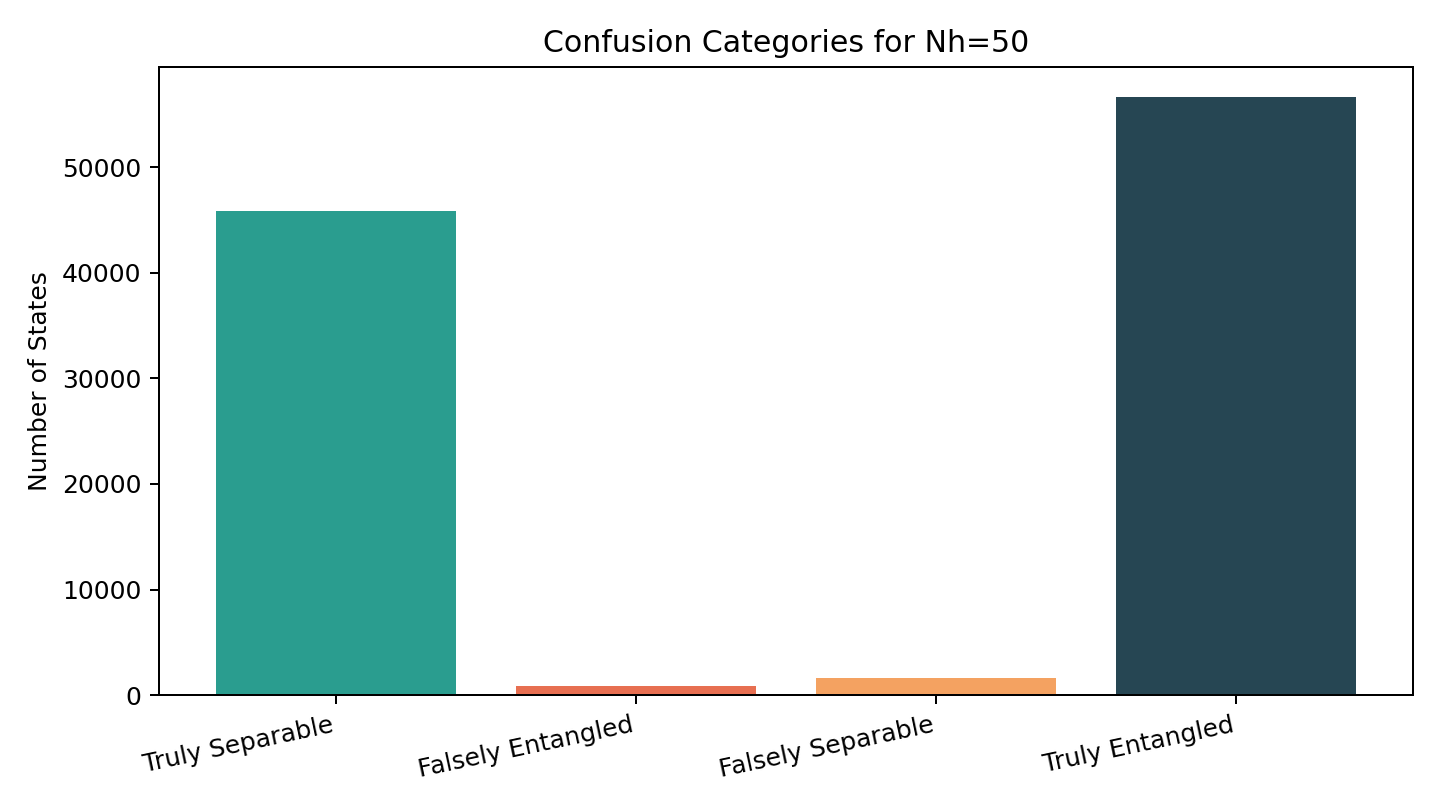 Confusion Categories for Nh=50
Number of States
50000
40000
30000
20000
10000
0
Truly Separable
Falsely Entangled
Falsely Separable
Truly Entangled